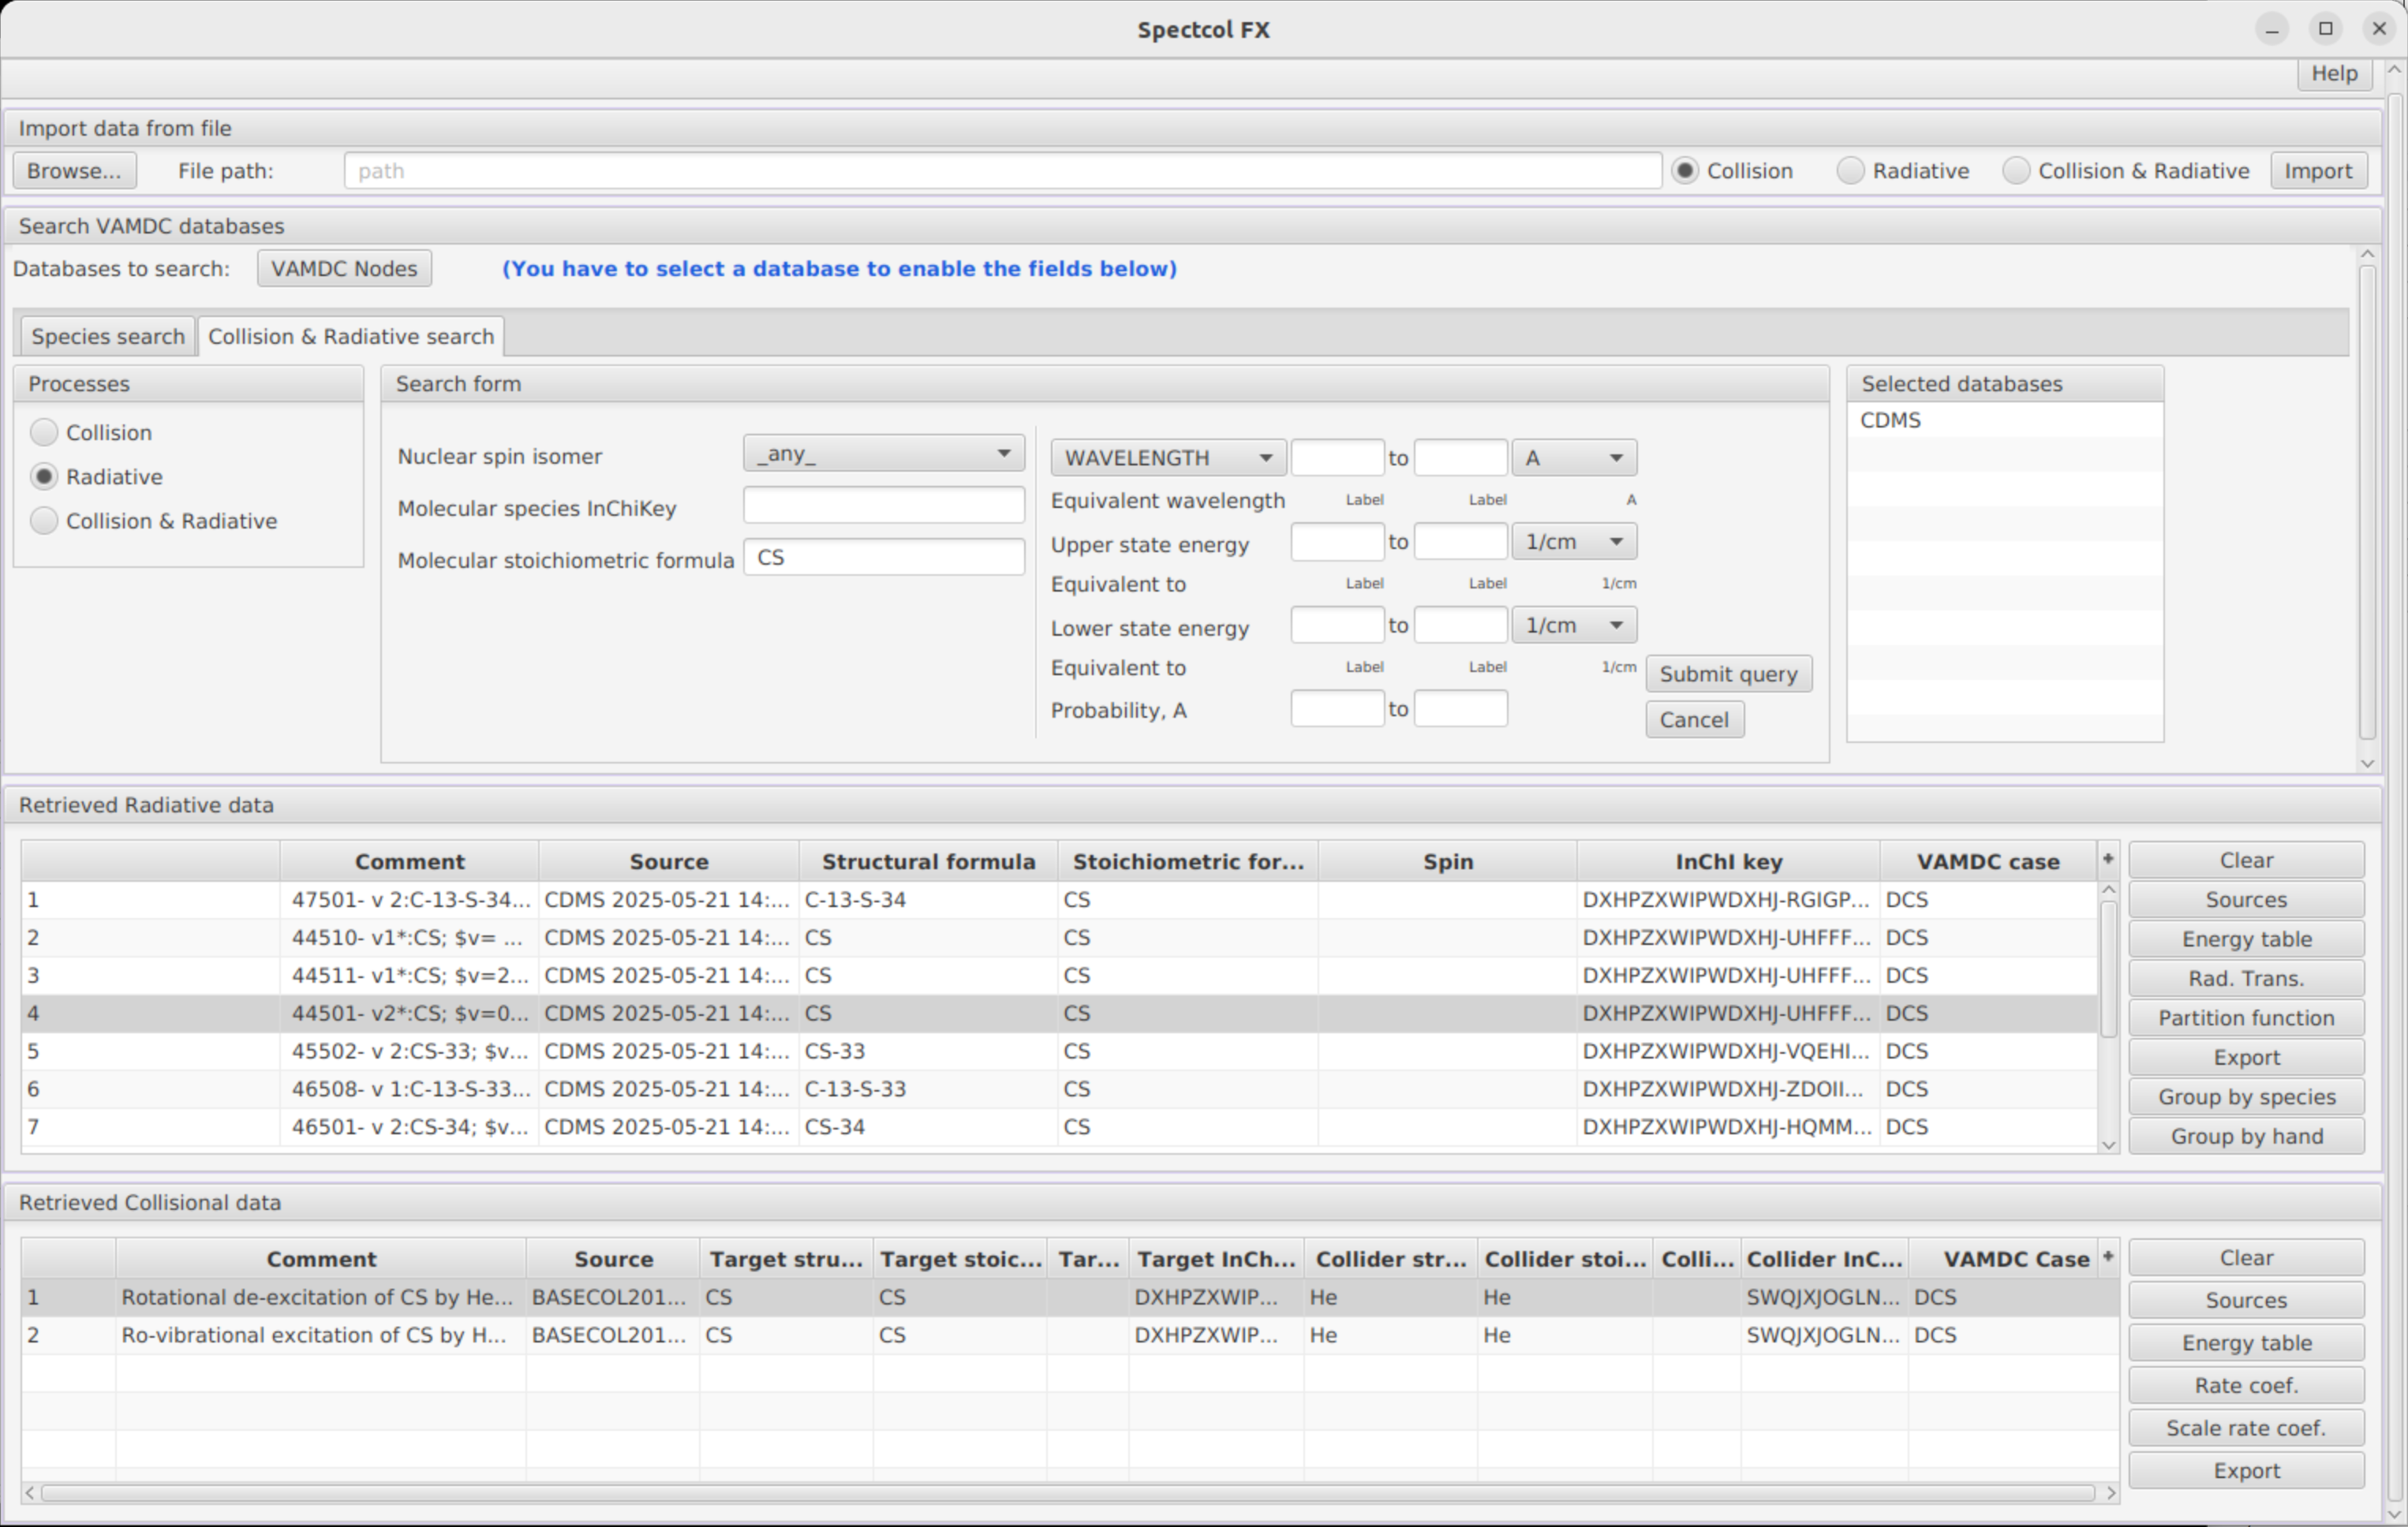 Spectcol FX
Help
Import data from file
Browse... File path: path Collision Radiative Collision & Radiative Import
Search VAMDC databases
Databases to search: VAMDC Nodes (You have to select a database to enable the fields below)
Species search Collision & Radiative search
Processes
Collision
Radiative
Collision & Radiative
Search form
Nuclear spin isomer _any_
Molecular species InChiKey
Molecular stoichiometric formula CS
WAVELENGTH to A
Equivalent wavelength Label Label A
Upper state energy to 1/cm
Equivalent to Label Label 1/cm
Lower state energy to 1/cm
Equivalent to Label Label 1/cm
Probability, A to
Submit query
Cancel
Selected databases
CDMS
Retrieved Radiative data
Comment Source Structural formula Stoichiometric for... Spin InChI key VAMDC case +
1 47501- v 2:C-13-S-34... CDMS 2025-05-21 14:... C-13-S-34 CS DXHPZXWIPWDXHJ-RGIGP... DCS
2 44510- v1*:CS; $v= ... CDMS 2025-05-21 14:... CS CS DXHPZXWIPWDXHJ-UHFFF... DCS
3 44511- v1*:CS; $v=2... CDMS 2025-05-21 14:... CS CS DXHPZXWIPWDXHJ-UHFFF... DCS
4 44501- v2*:CS; $v=0... CDMS 2025-05-21 14:... CS CS DXHPZXWIPWDXHJ-UHFFF... DCS
5 45502- v 2:CS-33; $v... CDMS 2025-05-21 14:... CS-33 CS DXHPZXWIPWDXHJ-VQEHI... DCS
6 46508- v 1:C-13-S-33... CDMS 2025-05-21 14:... C-13-S-33 CS DXHPZXWIPWDXHJ-ZDOII... DCS
7 46501- v 2:CS-34; $v... CDMS 2025-05-21 14:... CS-34 CS DXHPZXWIPWDXHJ-HQMM... DCS
Clear
Sources
Energy table
Rad. Trans.
Partition function
Export
Group by species
Group by hand
Retrieved Collisional data
Comment Source Target stru... Target stoic... Tar... Target InCh... Collider str... Collider stoi... Colli... Collider InC... VAMDC Case +
1 Rotational de-excitation of CS by He... BASECOL201... CS CS DXHPZXWIP... He He SWQJXJOGLN... DCS
2 Ro-vibrational excitation of CS by H... BASECOL201... CS CS DXHPZXWIP... He He SWQJXJOGLN... DCS
Clear
Sources
Energy table
Rate coef.
Scale rate coef.
Export